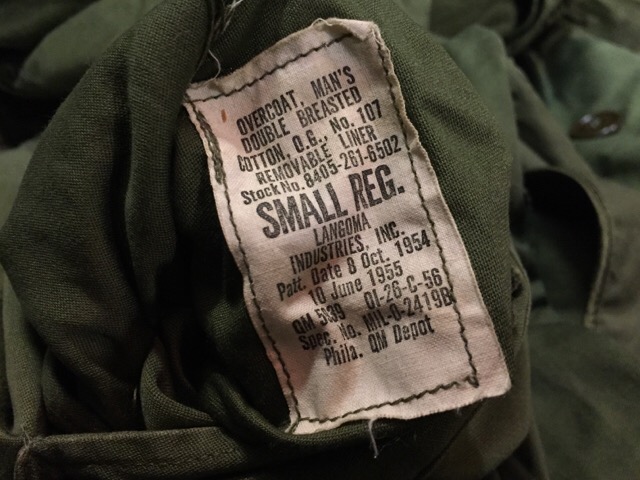 OVERCOAT, MAN'S
DOUBLE BREASTED
COTTON, O.G., No. 107
REMOVABLE LINER
Stock No. 8405-261-6502
SMALL REG.
LANGOMA
INDUSTRIES, INC.
Patt. Date 8 Oct. 1954
10 June 1955
QM 5139 OI-26-C-56
Spec. No. MIL-O-2419B
Phila. QM Depot